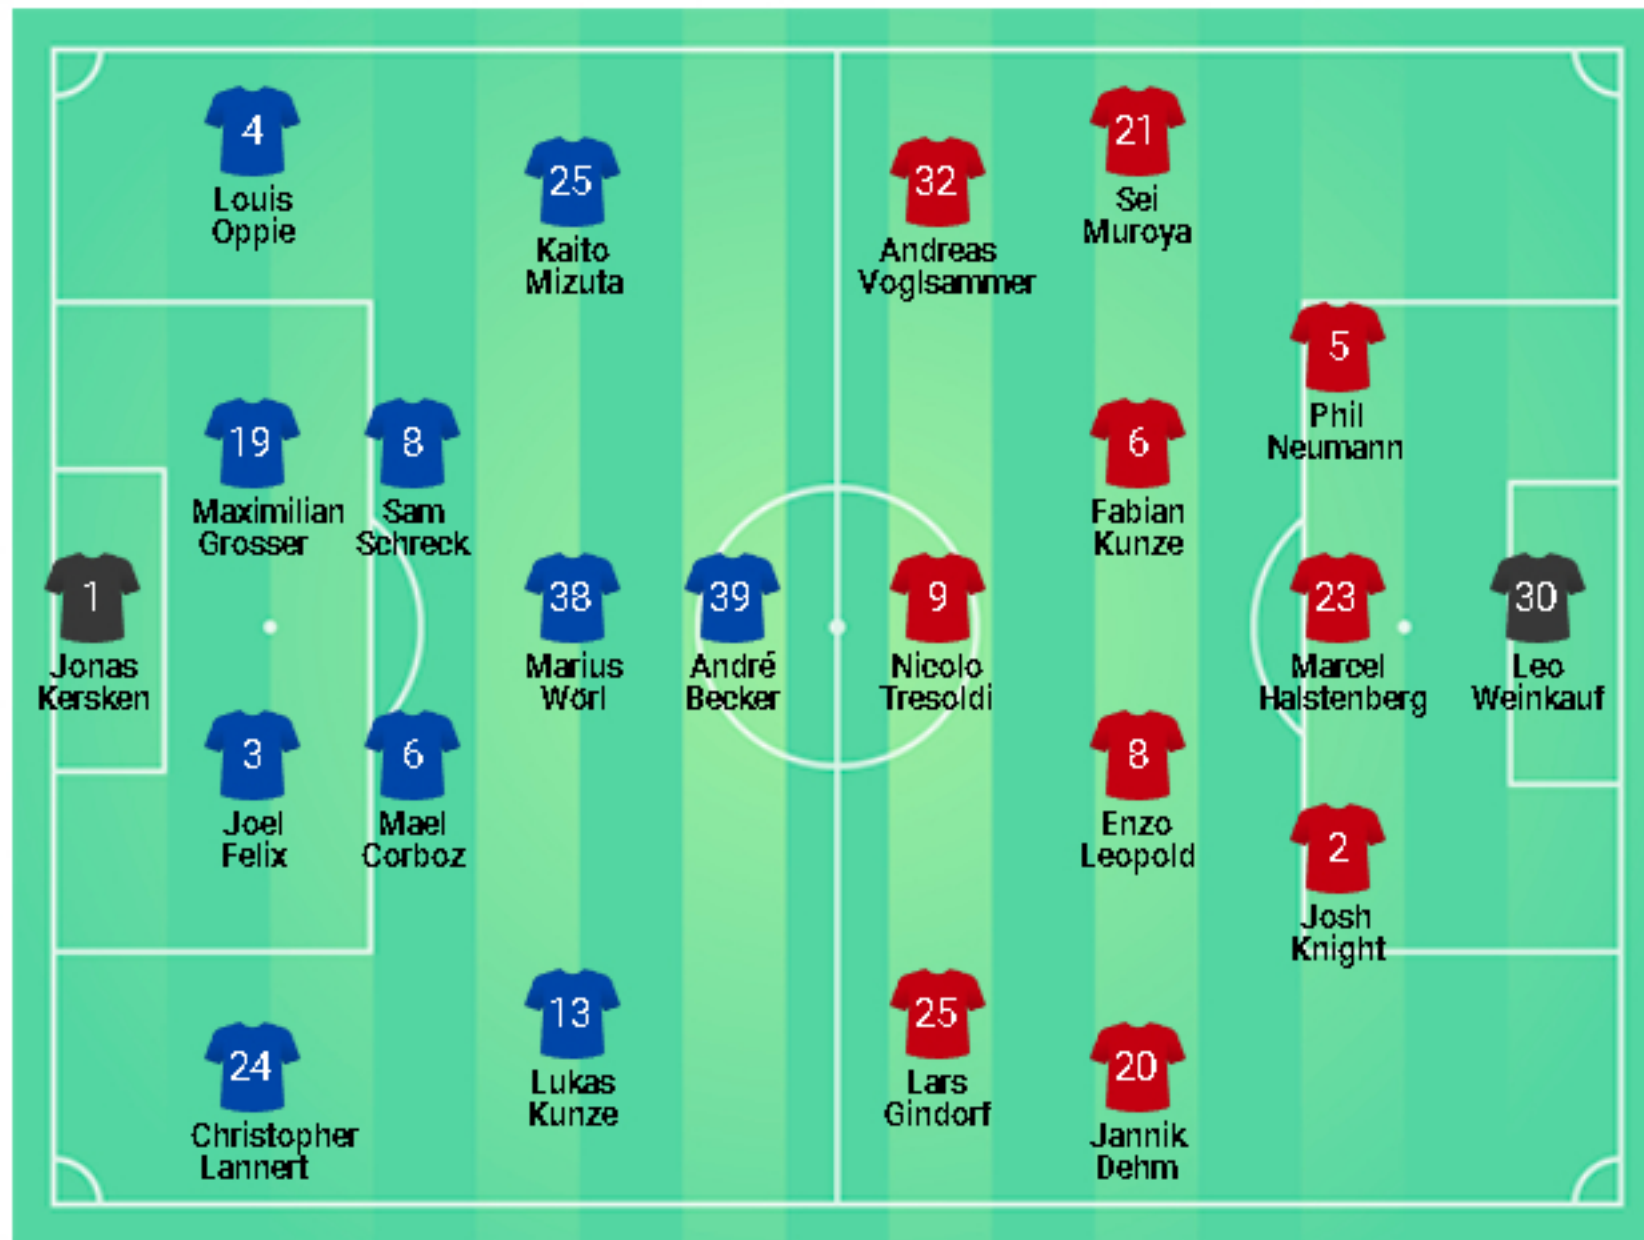 4
Louis
Oppie
25
Kaito
Mizuta
32
Andreas
Voglsammer
21
Sei
Muroya
5
Phil
Neumann
19
Maximilian
Grosser
8
Sam
Schreck
6
Fabian
Kunze
1
Jonas
Kersken
38
Marius
Wörl
39
André
Becker
9
Nicolo
Tresoldi
23
Marcel
Halstenberg
30
Leo
Weinkauf
3
Joel
Felix
6
Mael
Corboz
8
Enzo
Leopold
2
Josh
Knight
13
Lukas
Kunze
25
Lars
Gindorf
24
Christopher
Lannert
20
Jannik
Dehm